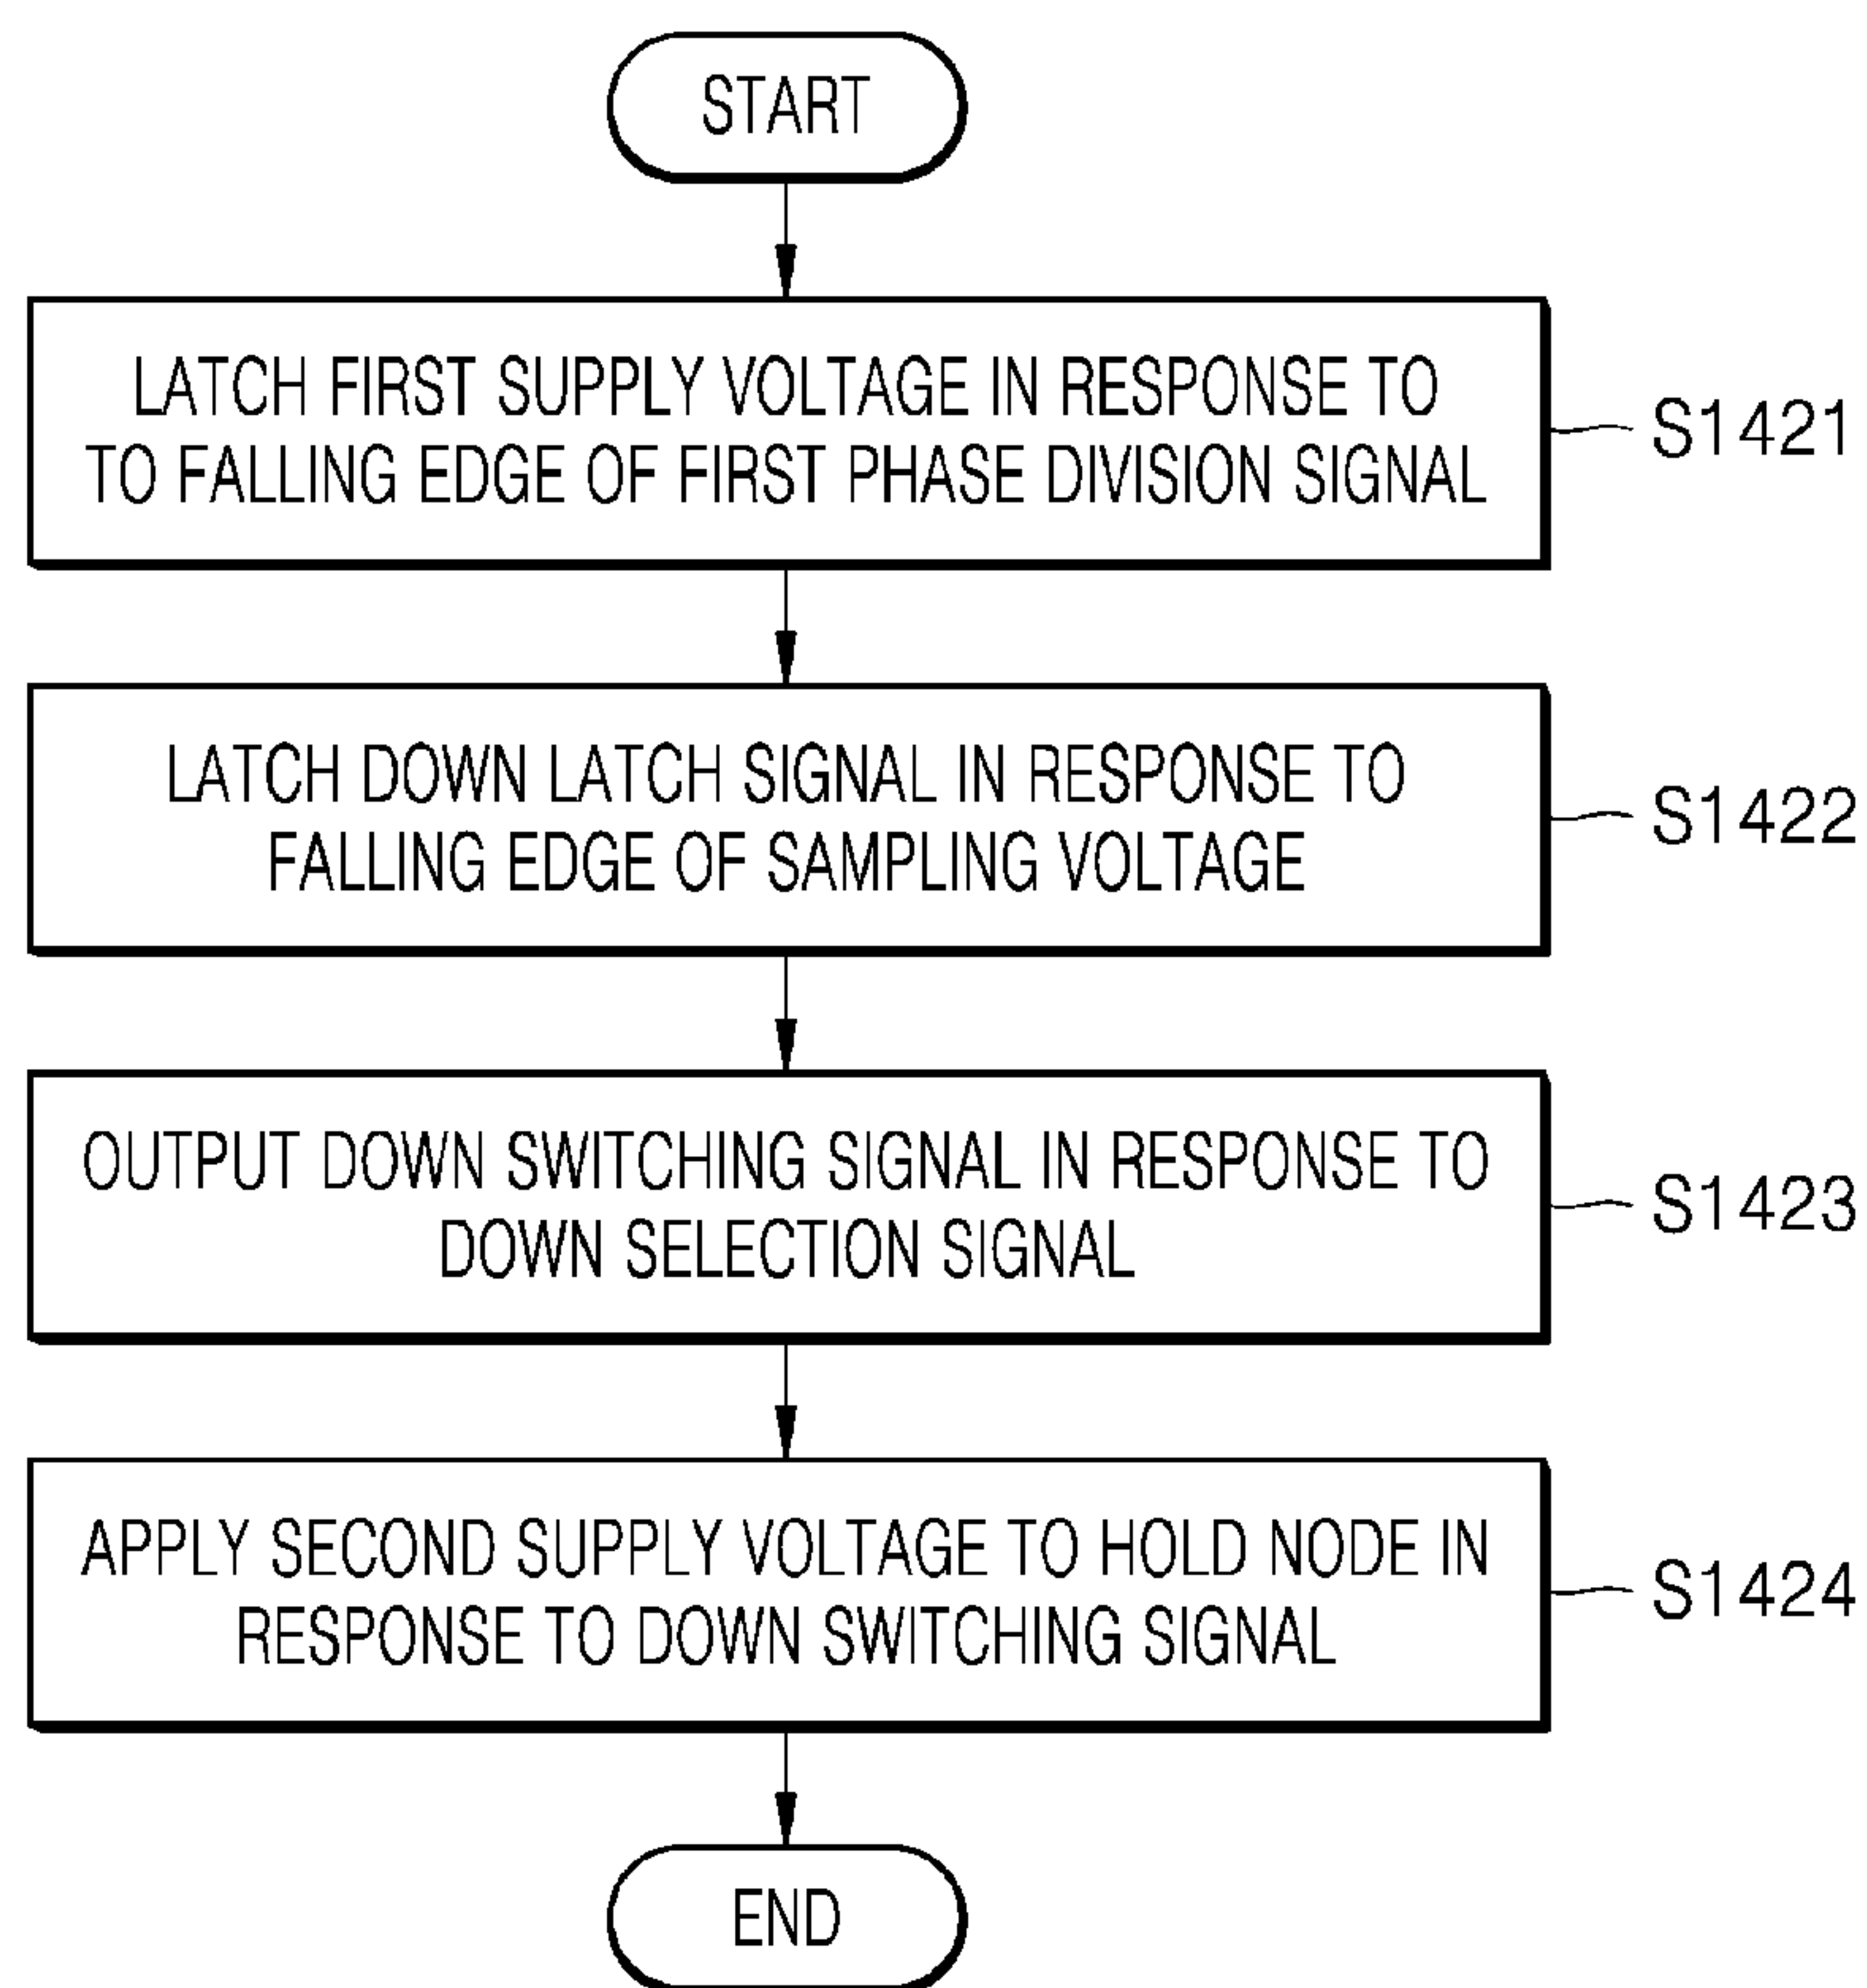 START
LATCH FIRST SUPPLY VOLTAGE IN RESPONSE TO
TO FALLING EDGE OF FIRST PHASE DIVISION SIGNAL
S1421
LATCH DOWN LATCH SIGNAL IN RESPONSE TO
FALLING EDGE OF SAMPLING VOLTAGE
S1422
OUTPUT DOWN SWITCHING SIGNAL IN RESPONSE TO
DOWN SELECTION SIGNAL
S1423
APPLY SECOND SUPPLY VOLTAGE TO HOLD NODE IN
RESPONSE TO DOWN SWITCHING SIGNAL
S1424
END